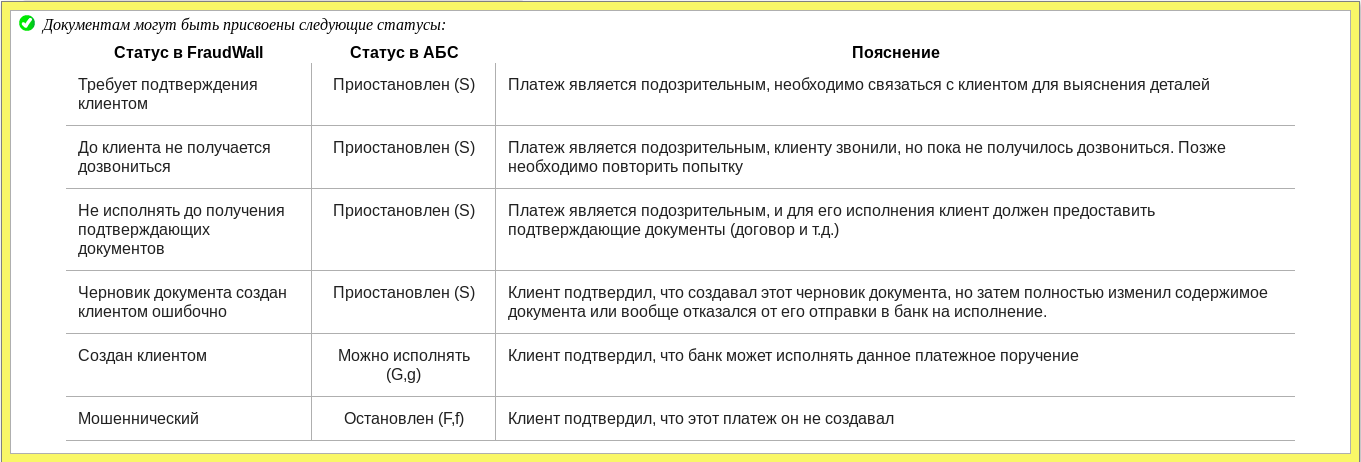 Документам могут быть присвоены следующие статусы:
Статус в FraudWall Статус в АБС Пояснение
Требует подтверждения клиентом Приостановлен (S) Платеж является подозрительным, необходимо связаться с клиентом для выяснения деталей
До клиента не получается дозвониться Приостановлен (S) Платеж является подозрительным, клиенту звонили, но пока не получилось дозвониться. Позже необходимо повторить попытку
Не исполнять до получения подтверждающих документов Приостановлен (S) Платеж является подозрительным, и для его исполнения клиент должен предоставить подтверждающие документы (договор и т.д.)
Черновик документа создан клиентом ошибочно Приостановлен (S) Клиент подтвердил, что создавал этот черновик документа, но затем полностью изменил содержимое документа или вообще отказался от его отправки в банк на исполнение.
Создан клиентом Можно исполнять (G,g) Клиент подтвердил, что банк может исполнять данное платежное поручение
Мошеннический Остановлен (F,f) Клиент подтвердил, что этот платеж он не создавал